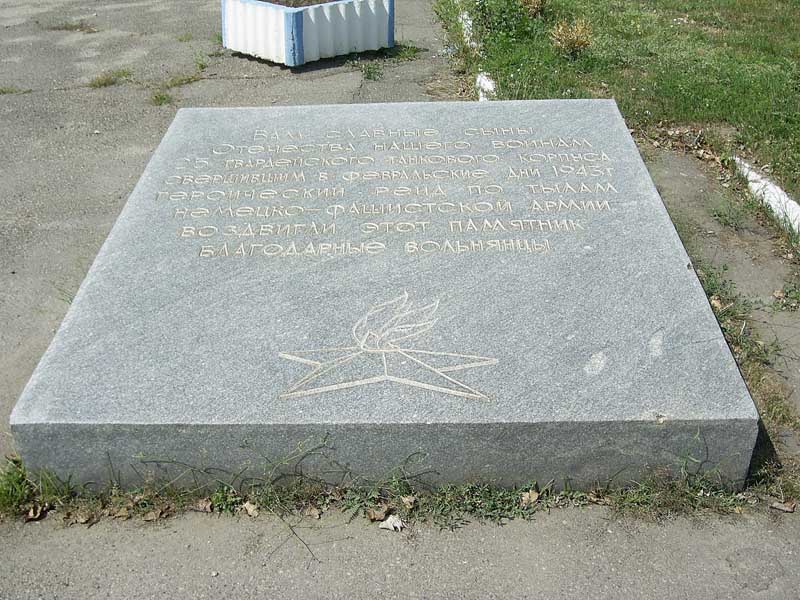 Вам славные сыны
Отечества нашего воинам
25 гвардейского танкового корпуса
свершившим в февральские дни 1943 г
героический рейд по тылам
немецко-фашистской армии
воздвигли этот памятник
благодарные вольнянцы